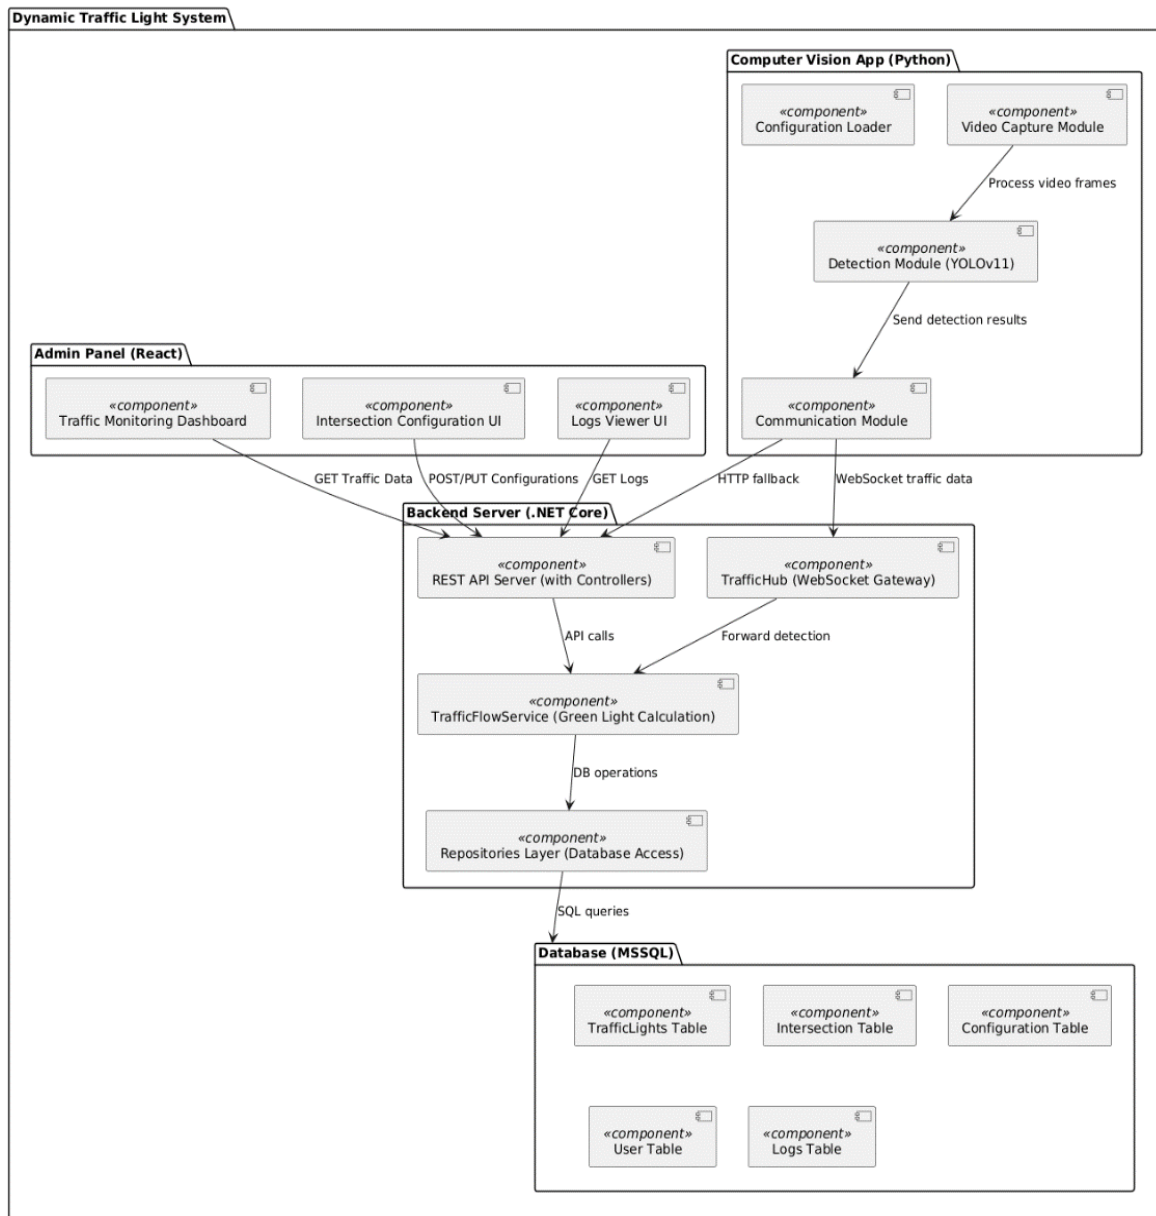 Dynamic Traffic Light System
Computer Vision App (Python)
«component»
Configuration Loader
«component»
Video Capture Module
Process video frames
«component»
Detection Module (YOLOv11)
Send detection results
Admin Panel (React)
«component»
Traffic Monitoring Dashboard
«component»
Intersection Configuration UI
«component»
Logs Viewer UI
«component»
Communication Module
GET Traffic Data
POST/PUT Configurations
GET Logs
HTTP fallback
WebSocket traffic data
Backend Server (.NET Core)
«component»
REST API Server (with Controllers)
«component»
TrafficHub (WebSocket Gateway)
API calls
Forward detection
«component»
TrafficFlowService (Green Light Calculation)
DB operations
«component»
Repositories Layer (Database Access)
SQL queries
Database (MSSQL)
«component»
TrafficLights Table
«component»
Intersection Table
«component»
Configuration Table
«component»
User Table
«component»
Logs Table